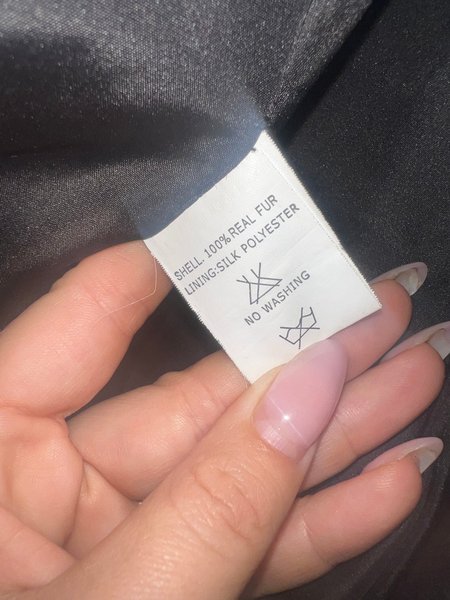 SHELL. 100%REAL FUR
LINING:SILK POLYESTER
NO WASHING